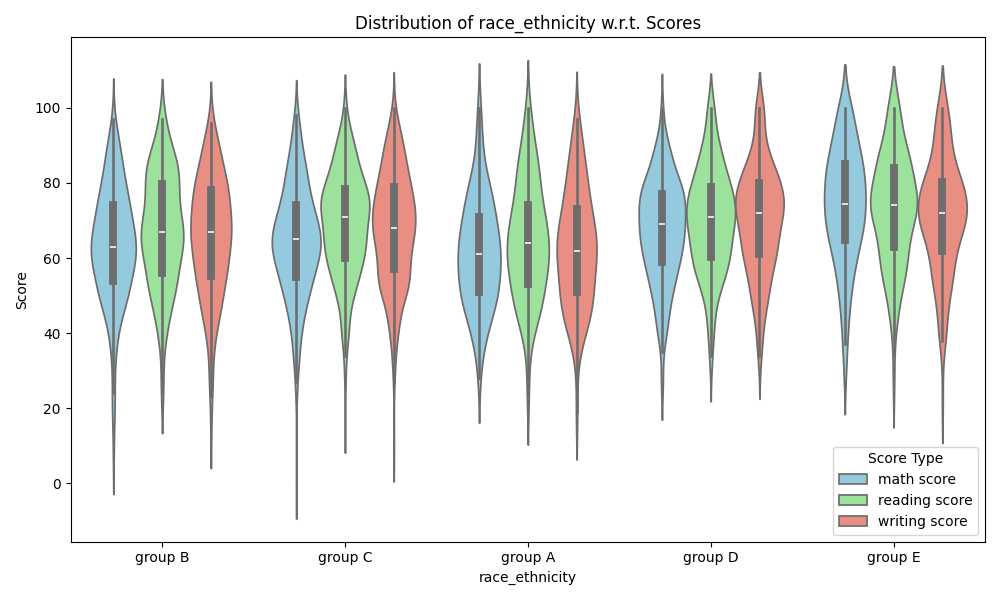 Distribution of race_ethnicity w.r.t. Scores
Score
100
80
60
40
20
0
group B
group C
group A
group D
group E
race_ethnicity
Score Type
math score
reading score
writing score